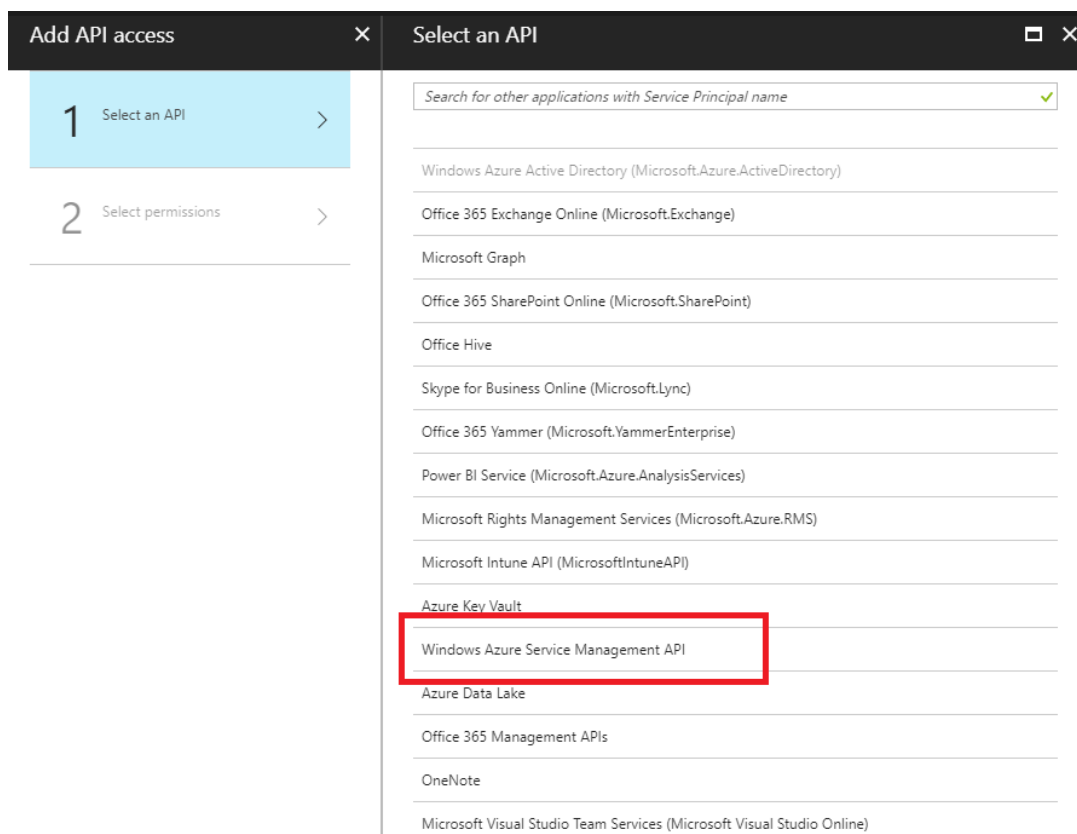 Add API access
Select an API
1 Select an API
2 Select permissions
Search for other applications with Service Principal name
Windows Azure Active Directory (Microsoft.Azure.ActiveDirectory)
Office 365 Exchange Online (Microsoft.Exchange)
Microsoft Graph
Office 365 SharePoint Online (Microsoft.SharePoint)
Office Hive
Skype for Business Online (Microsoft.Lync)
Office 365 Yammer (Microsoft.YammerEnterprise)
Power BI Service (Microsoft.Azure.AnalysisServices)
Microsoft Rights Management Services (Microsoft.Azure.RMS)
Microsoft Intune API (MicrosoftIntuneAPI)
Azure Key Vault
Windows Azure Service Management API
Azure Data Lake
Office 365 Management APIs
OneNote
Microsoft Visual Studio Team Services (Microsoft Visual Studio Online)